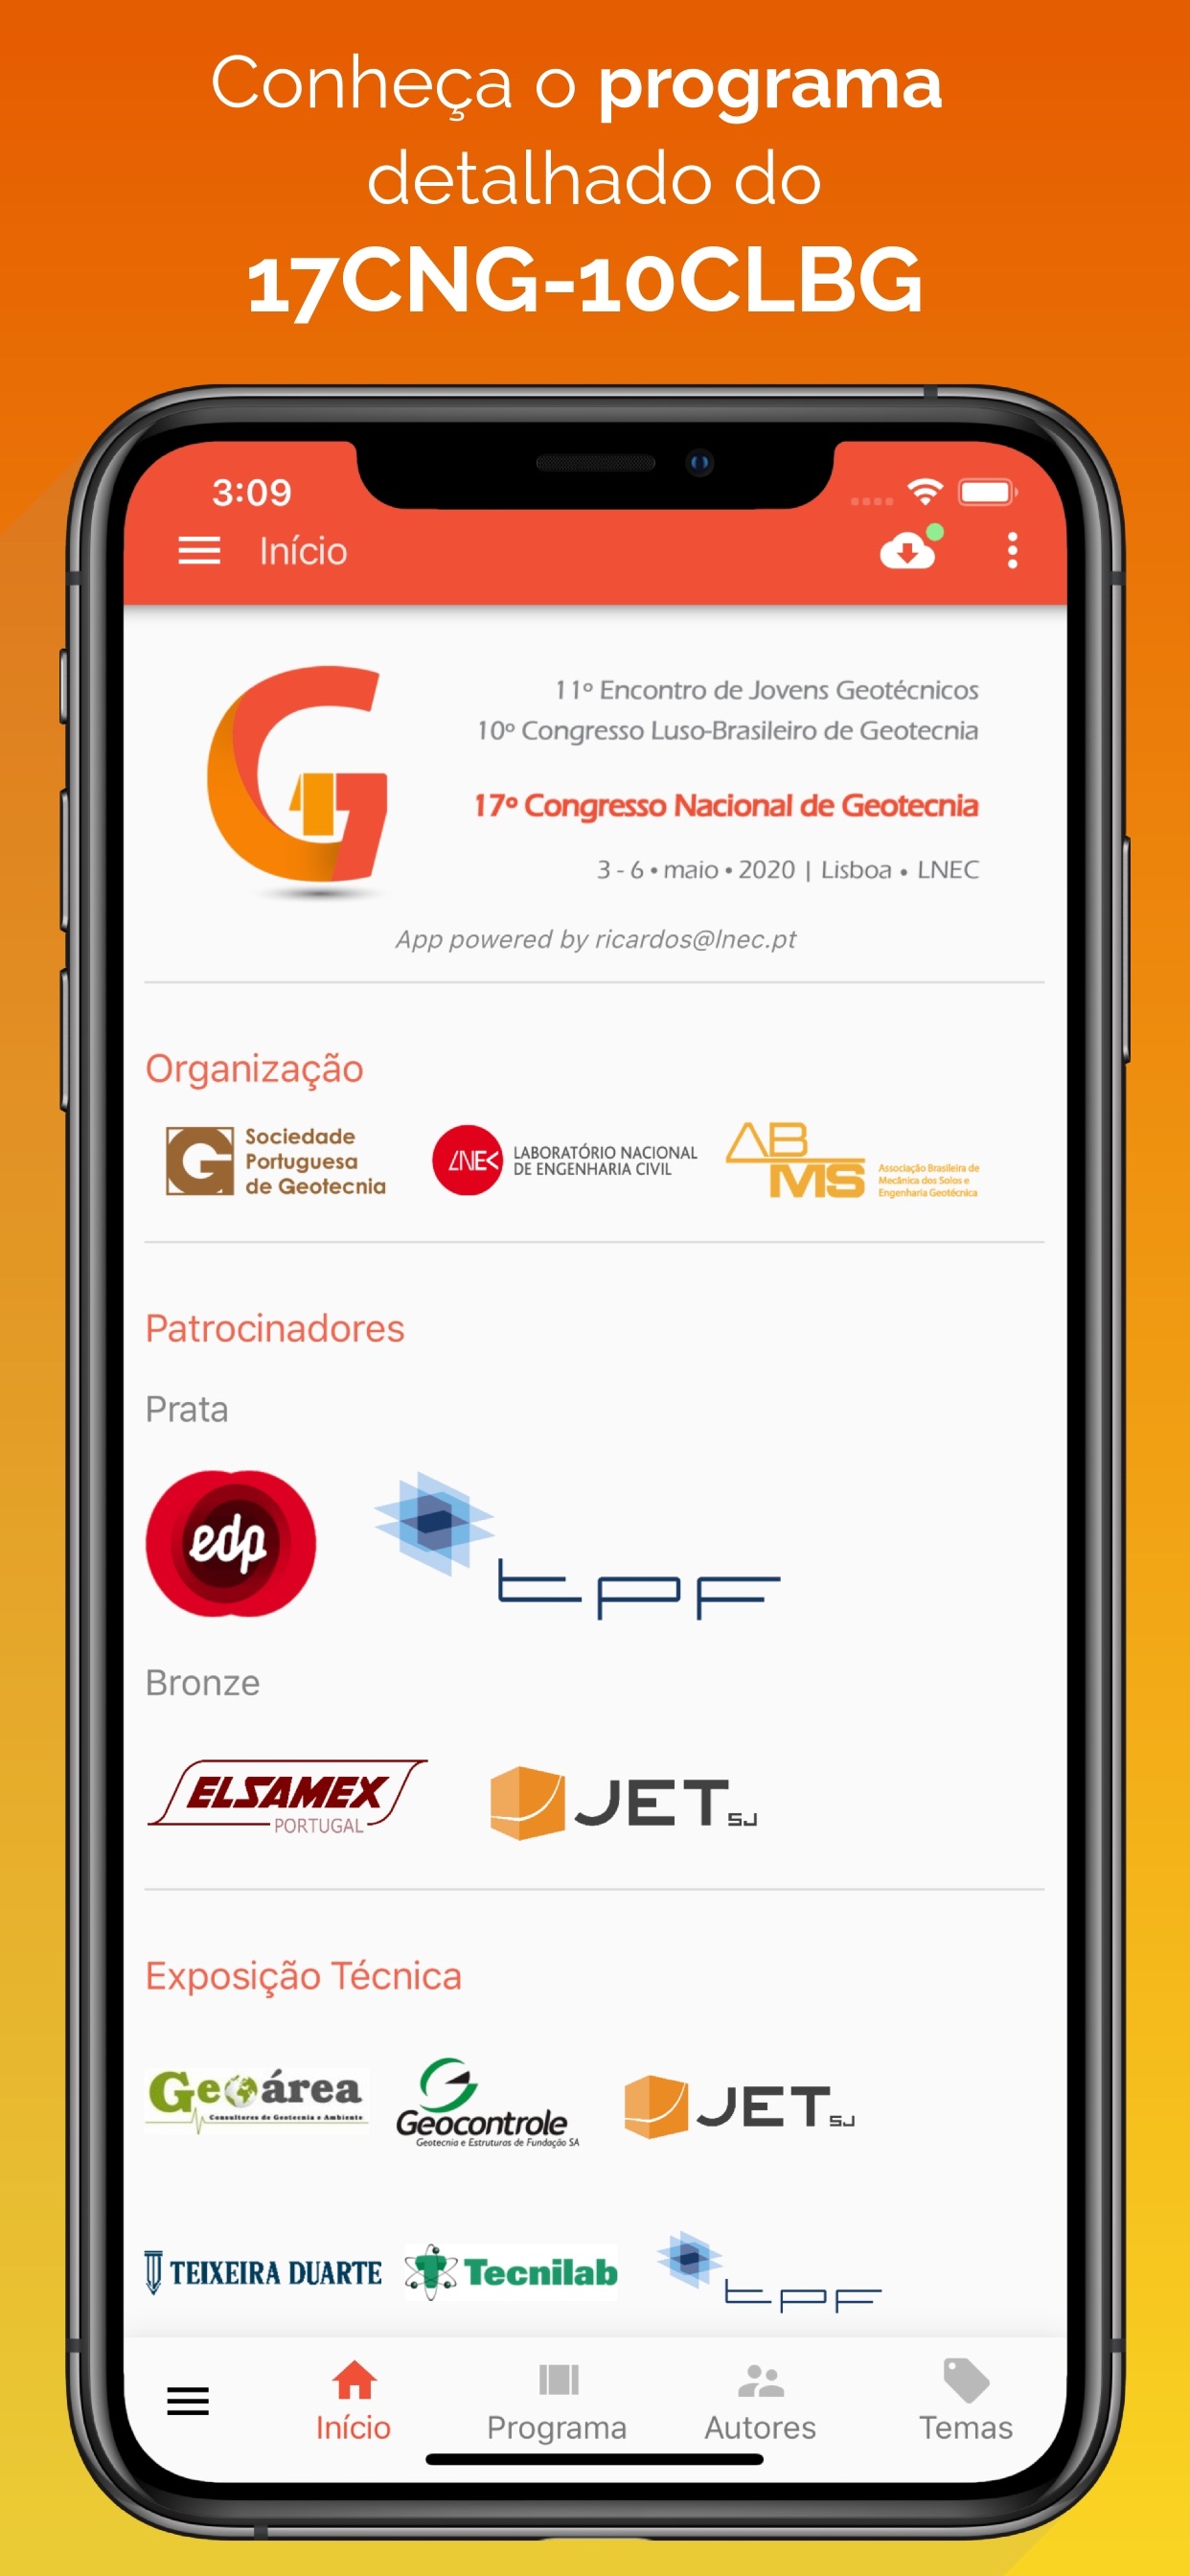 Conheça o programa
detalhado do
17CNG-10CLBG
3:09
Início
11º Encontro de Jovens Geotécnicos
10º Congresso Luso-Brasileiro de Geotecnia
17º Congresso Nacional de Geotecnia
3 - 6 • maio • 2020 | Lisboa • LNEC
App powered by ricardos@lnec.pt
Organização
Sociedade
Portuguesa
de Geotecnia
LNEC
LABORATÓRIO NACIONAL
DE ENGENHARIA CIVIL
ABMS
Associação Brasileira de
Mecânica dos Solos e
Engenharia Geotécnica
Patrocinadores
Prata
edp
tpf
Bronze
ELSAMEX
PORTUGAL
JET SJ
Exposição Técnica
Geoárea
Consultores de Geotecnia e Ambiente
Geocontrole
Geotecnia e Estruturas de Fundação SA
JET SJ
TEIXEIRA DUARTE
Tecnilab
tpf
Início
Programa
Autores
Temas